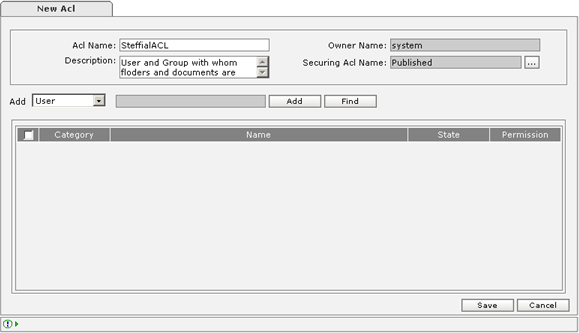 New Acl
Acl Name: SteffialACL
Owner Name: system
Description: User and Group with whom
floders and documents are
Securing Acl Name: Published ...
Add User Add Find
Category Name State Permission
Save Cancel